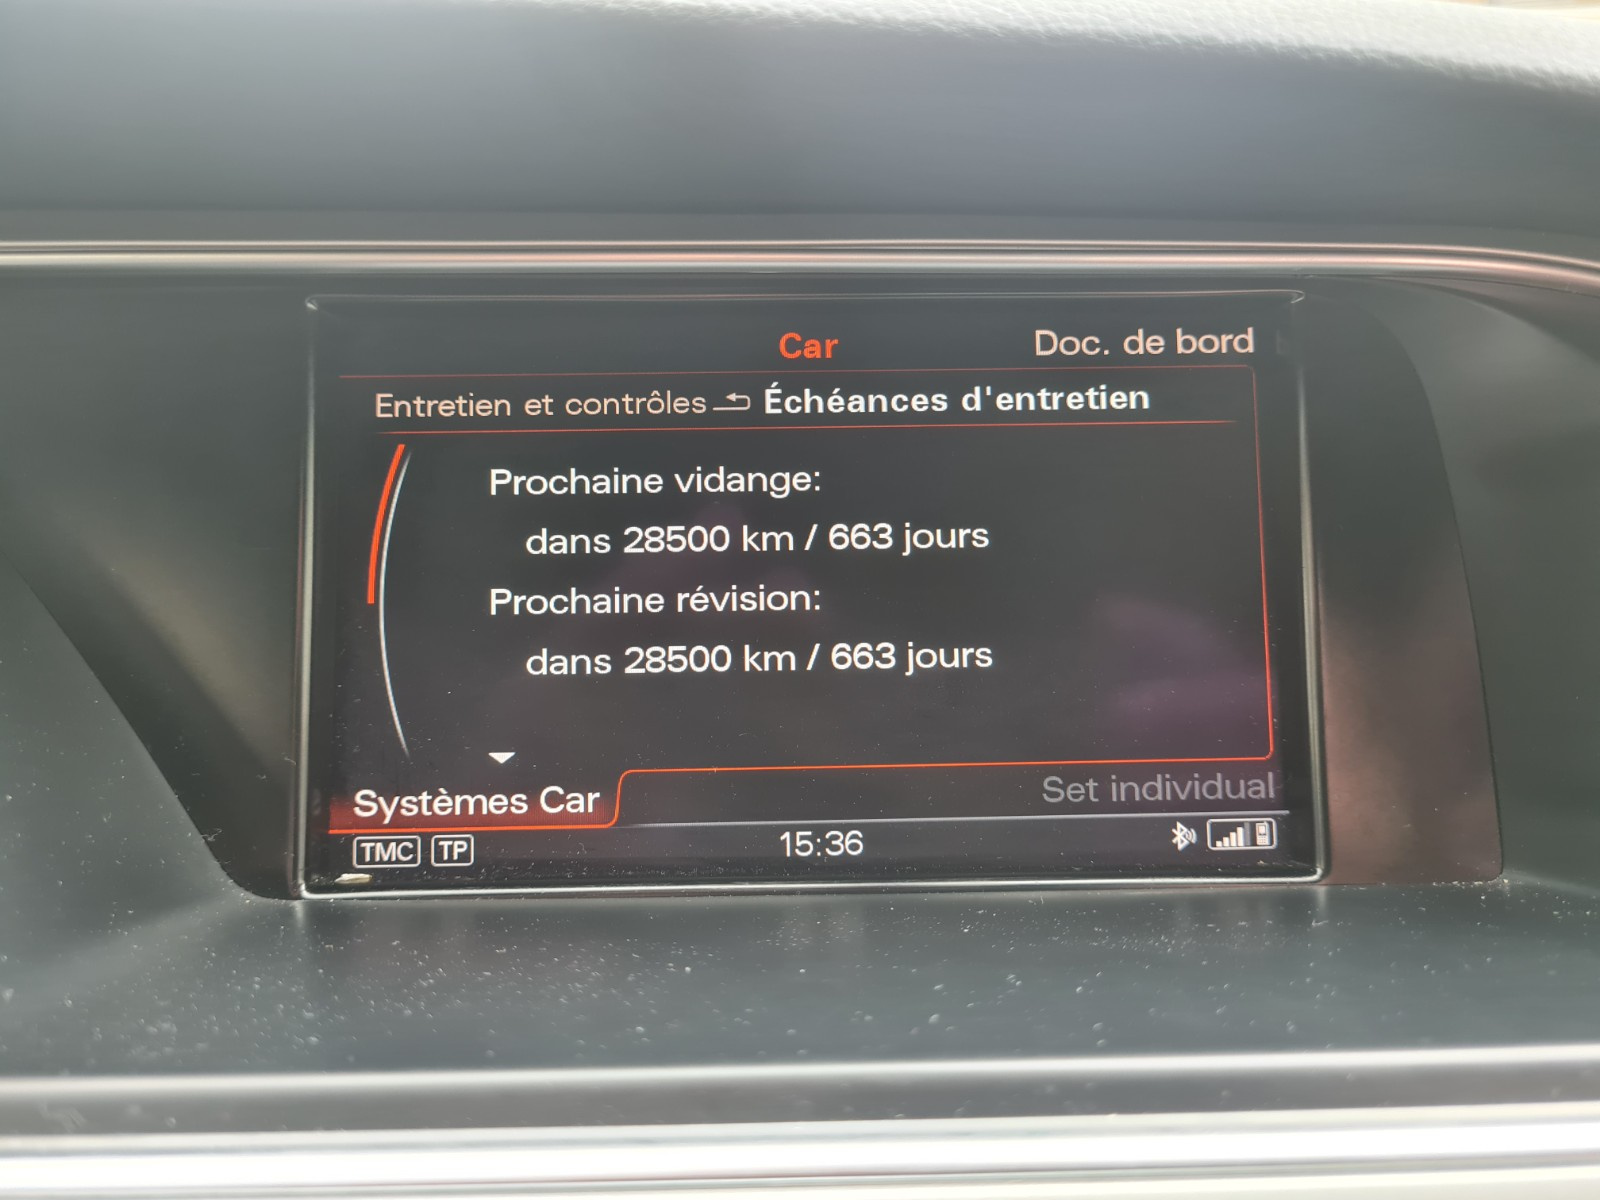 Car
Doc. de bord
Entretien et contrôles Échéances d'entretien
Prochaine vidange:
dans 28500 km / 663 jours
Prochaine révision:
dans 28500 km / 663 jours
Systèmes Car
Set individual
TMC TP 15:36